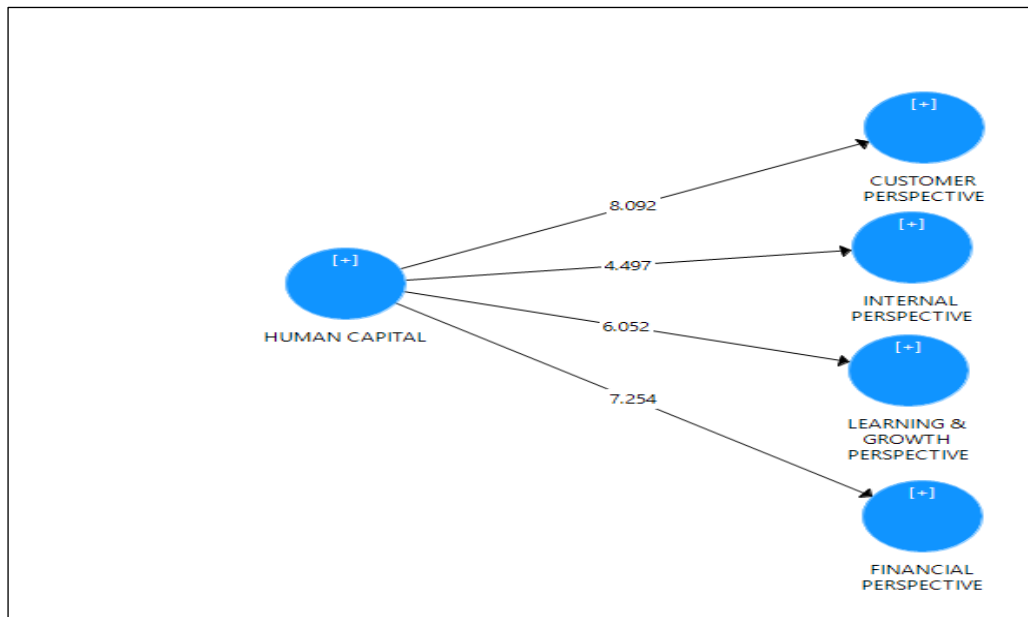 [+]
CUSTOMER
PERSPECTIVE
8.092
[+]
HUMAN CAPITAL
4.497
[+]
INTERNAL
PERSPECTIVE
6.052
[+]
LEARNING &
GROWTH
PERSPECTIVE
7.254
[+]
FINANCIAL
PERSPECTIVE